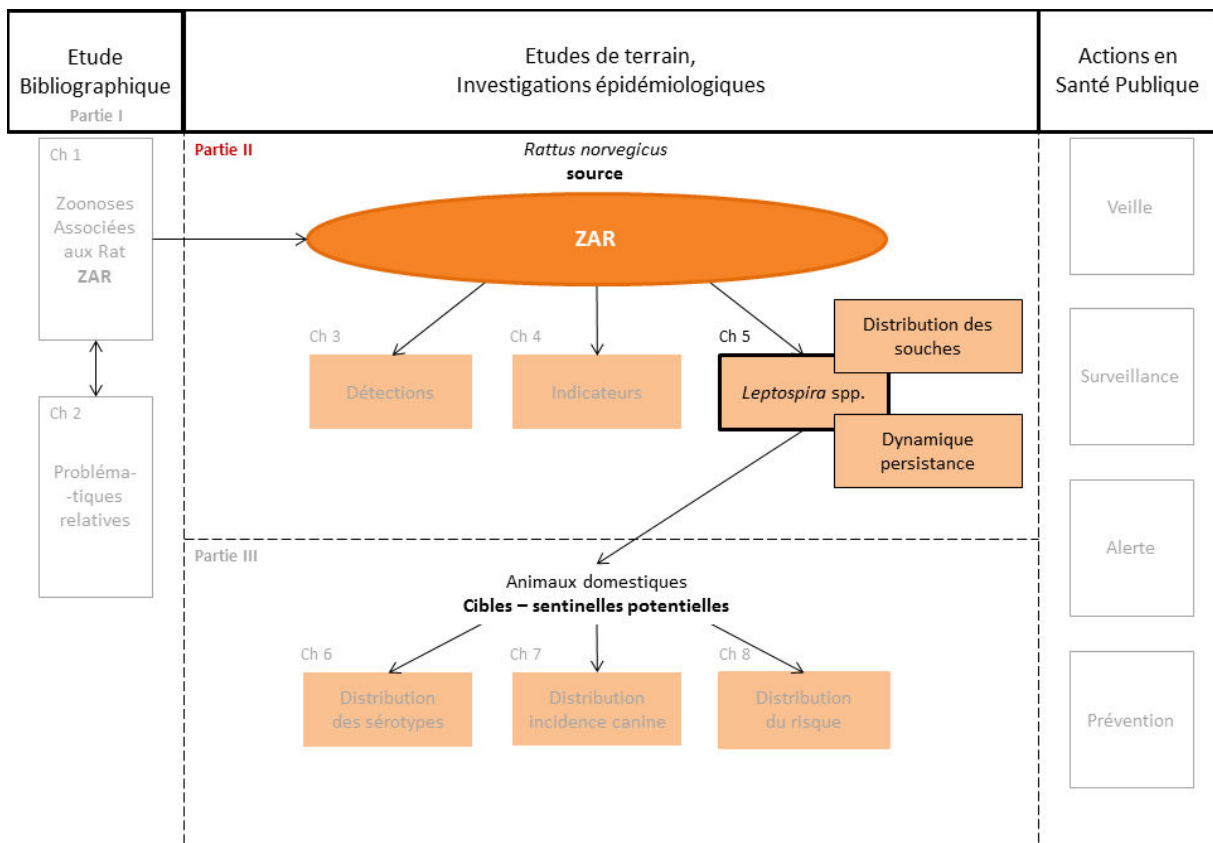 Etude
Bibliographique
Partie I
Etudes de terrain,
Investigations épidémiologiques
Actions en
Santé Publique
Ch 1
Zoonoses
Associées
aux Rat
ZAR
Ch 2
Probléma-
-tiques
relatives
Partie II
Rattus norvegicus
source
ZAR
Ch 3
Détections
Ch 4
Indicateurs
Ch 5
Leptospira spp.
Distribution des
souches
Dynamique
persistance
Partie III
Animaux domestiques
Cibles – sentinelles potentielles
Ch 6
Distribution
des sérotypes
Ch 7
Distribution
incidence canine
Ch 8
Distribution
du risque
Veille
Surveillance
Alerte
Prévention